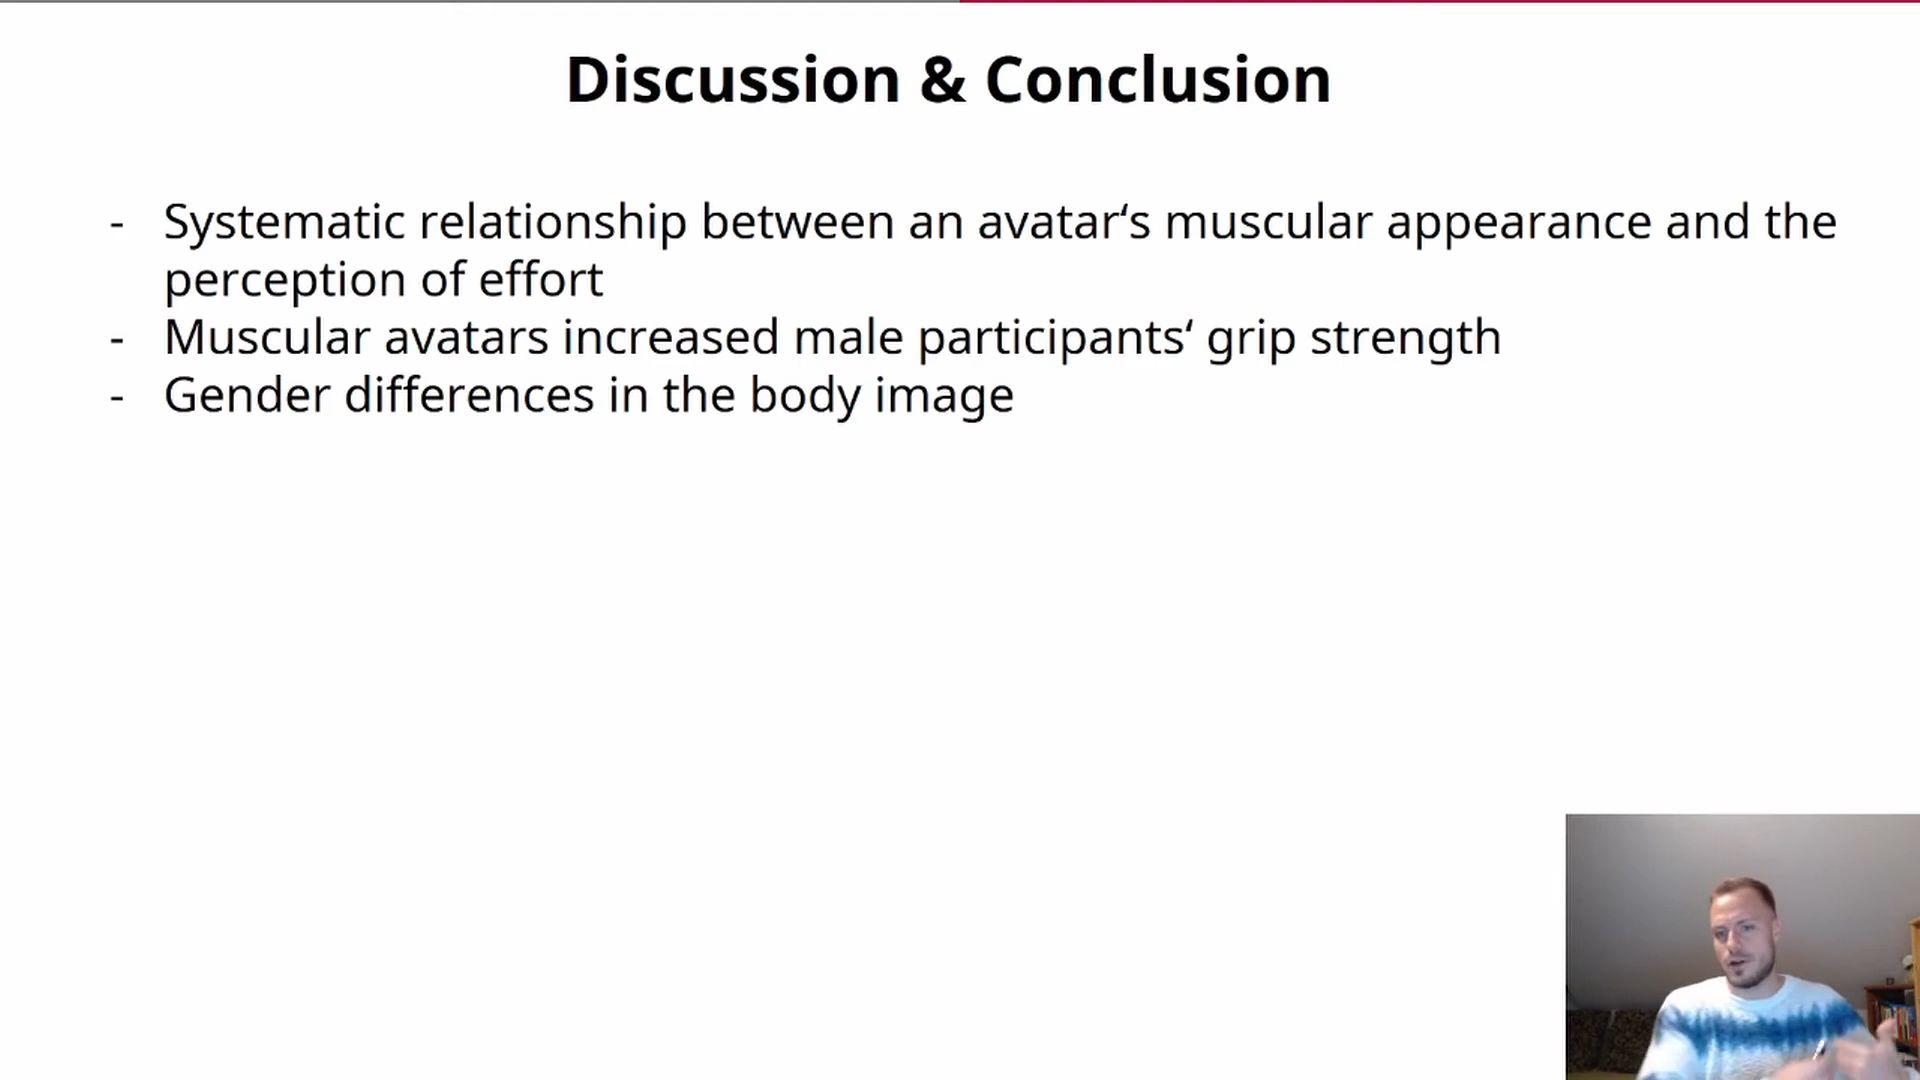 Discussion & Conclusion
- Systematic relationship between an avatar‘s muscular appearance and the
perception of effort
- Muscular avatars increased male participants‘ grip strength
- Gender differences in the body image